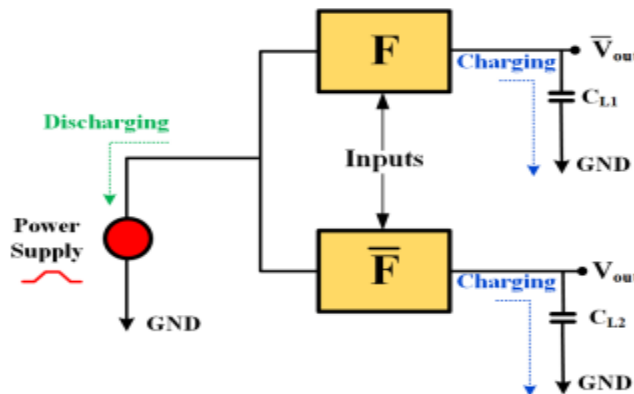 F
Charging
V̅out
CL1
GND
Discharging
Inputs
Power
Supply
GND
F̅
Charging
Vout
CL2
GND